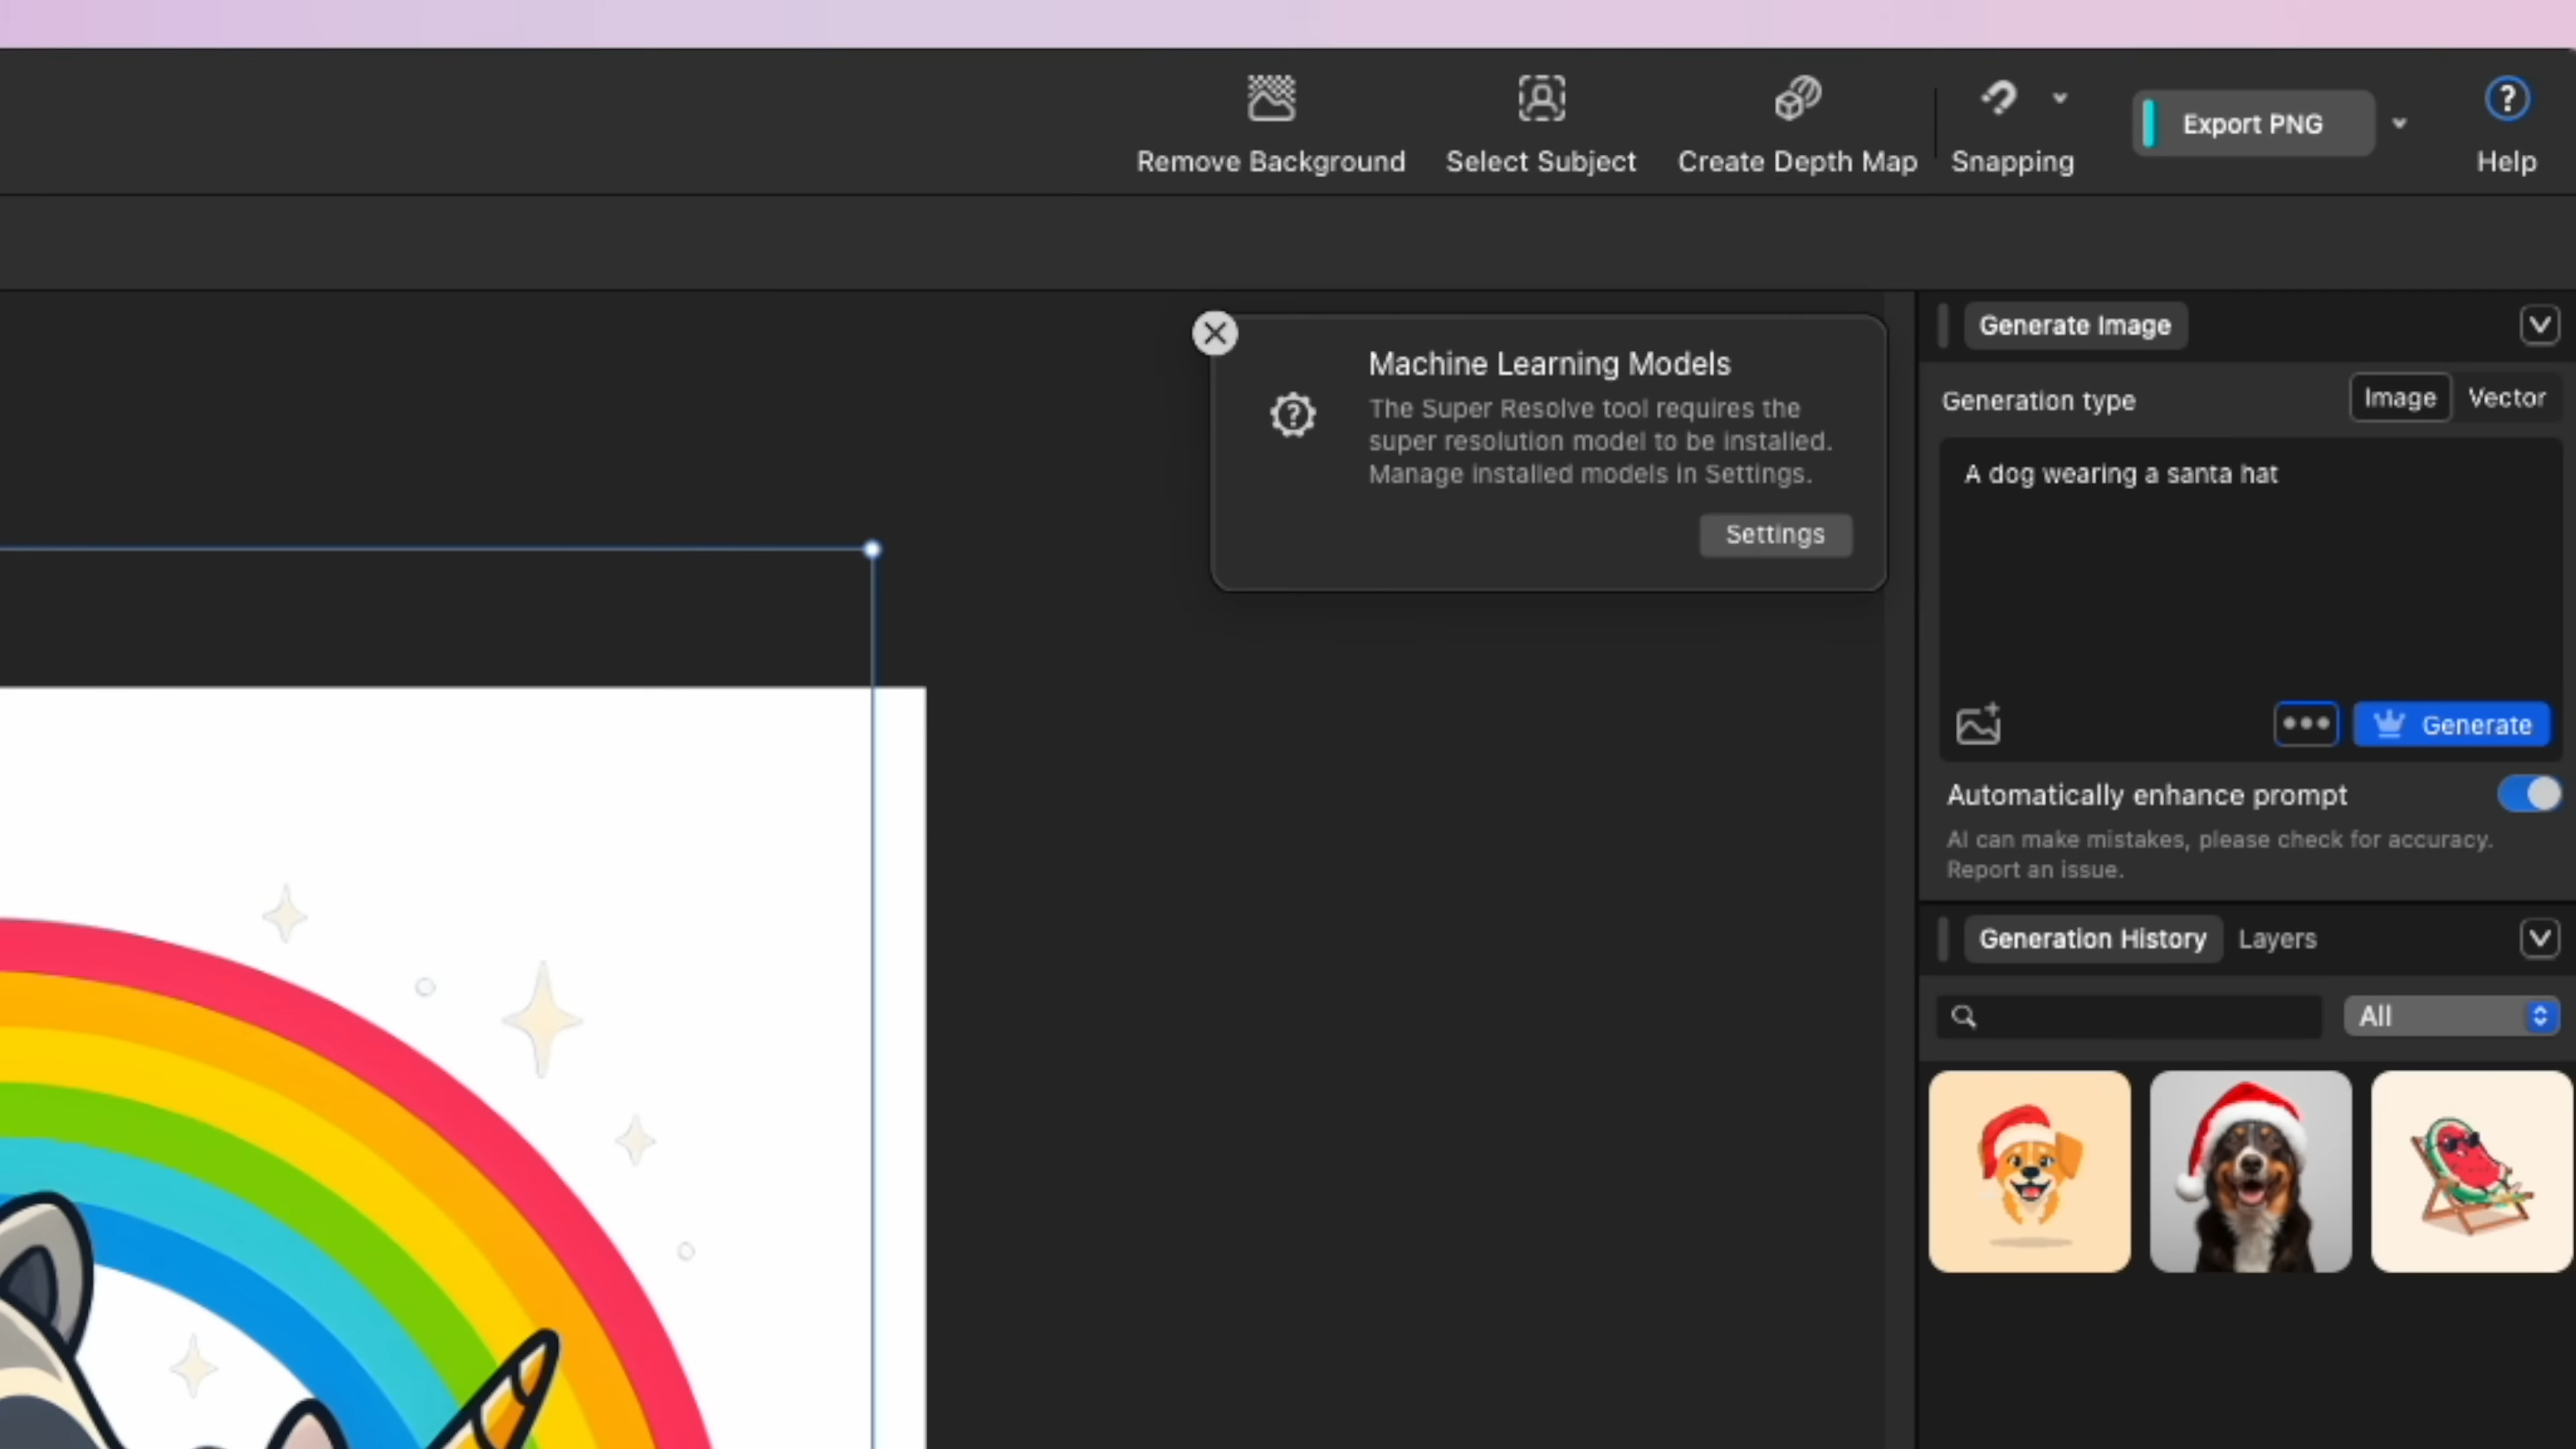 Remove Background
Select Subject
Create Depth Map
Snapping
Export PNG
Help
Machine Learning Models
The Super Resolve tool requires the
super resolution model to be installed.
Manage installed models in Settings.
Settings
Generate Image
Generation type
Image
Vector
A dog wearing a santa hat
Generate
Automatically enhance prompt
AI can make mistakes, please check for accuracy.
Report an issue.
Generation History
Layers
All